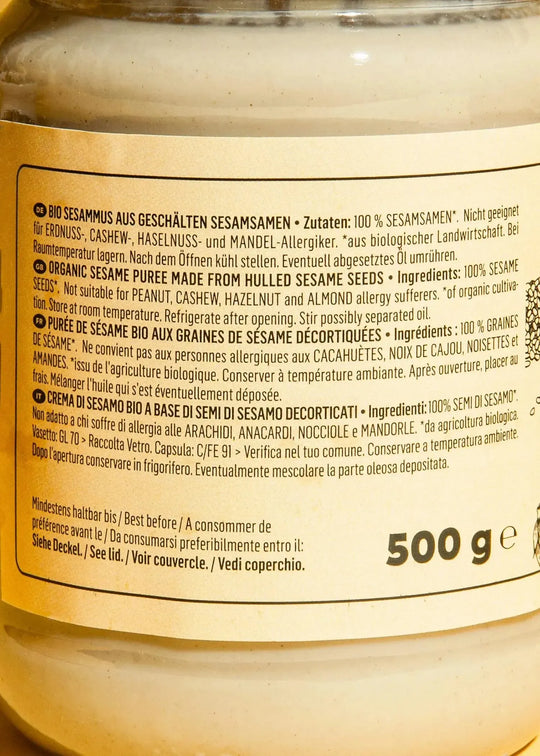 DE BIO SESAMMUS AUS GESCHÄLTEN SESAMSAMEN • Zutaten: 100 % SESAMSAMEN*. Nicht geeignet
für ERDNUSS-, CASHEW-, HASELNUSS- und MANDEL-Allergiker. *aus biologischer Landwirtschaft. Bei
Raumtemperatur lagern. Nach dem Öffnen kühl stellen. Eventuell abgesetztes Öl umrühren.
GB ORGANIC SESAME PUREE MADE FROM HULLED SESAME SEEDS • Ingredients: 100% SESAME
SEEDS*. Not suitable for PEANUT, CASHEW, HAZELNUT and ALMOND allergy sufferers. *of organic cultiva-
tion. Store at room temperature. Refrigerate after opening. Stir possibly separated oil.
FR PURÉE DE SÉSAME BIO AUX GRAINES DE SÉSAME DÉCORTIQUÉES • Ingrédients : 100 % GRAINES
DE SÉSAME*. Ne convient pas aux personnes allergiques aux CACAHUÈTES, NOIX DE CAJOU, NOISETTES et
AMANDES. *issu de l'agriculture biologique. Conserver à température ambiante. Après ouverture, placer au
frais. Mélanger l'huile qui s'est éventuellement déposée.
IT CREMA DI SESAMO BIO A BASE DI SEMI DI SESAMO DECORTICATI • Ingredienti: 100% SEMI DI SESAMO*.
Non adatto a chi soffre di allergia alle ARACHIDI, ANACARDI, NOCCIOLE e MANDORLE. *da agricoltura biologica.
Vasetto: GL 70 > Raccolta Vetro. Capsula: C/FE 91 > Verifica nel tuo comune. Conservare a temperatura ambiente.
Dopo l'apertura conservare in frigorifero. Eventualmente mescolare la parte oleosa depositata.
Mindestens haltbar bis / Best before / A consommer de
préférence avant le / Da consumarsi preferibilmente entro il:
Siehe Deckel. / See lid. / Voir couvercle. / Vedi coperchio.
500 g e